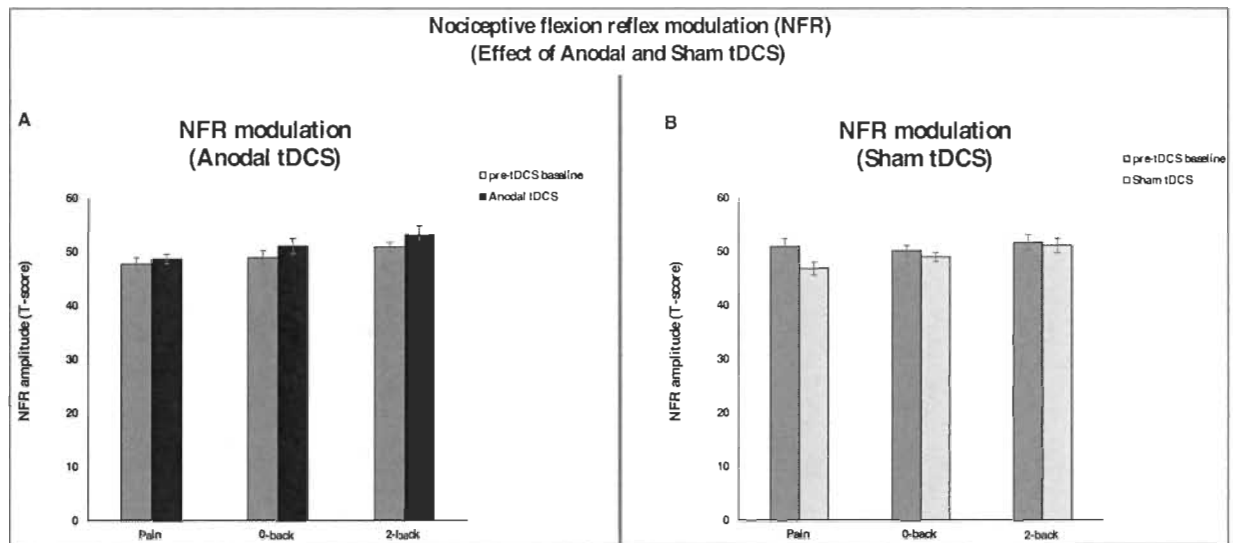 Nociceptive flexion reflex modulation (NFR)
(Effect of Anodal and Sham tDCS)
A
NFR modulation
(Anodal tDCS)
pre-tDCS baseline
Anodal tDCS
NFR amplitude (T-score)
60
50
40
30
20
10
0
Pain
0-back
2-back
B
NFR modulation
(Sham tDCS)
pre-tDCS baseline
Sham tDCS
NFR amplitude (T-score)
60
50
40
30
20
10
0
Pain
0-back
2-back